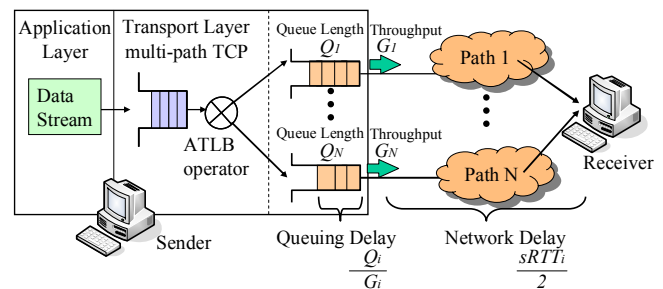 Application
Layer
Transport Layer
multi-path TCP
Queue Length
Q1
Throughput
G1
Path 1
Data
Stream
ATLB
operator
Queue Length
QN
Throughput
GN
Path N
Receiver
Sender
Queuing Delay
Qi
Gi
Network Delay
sRTTi
2